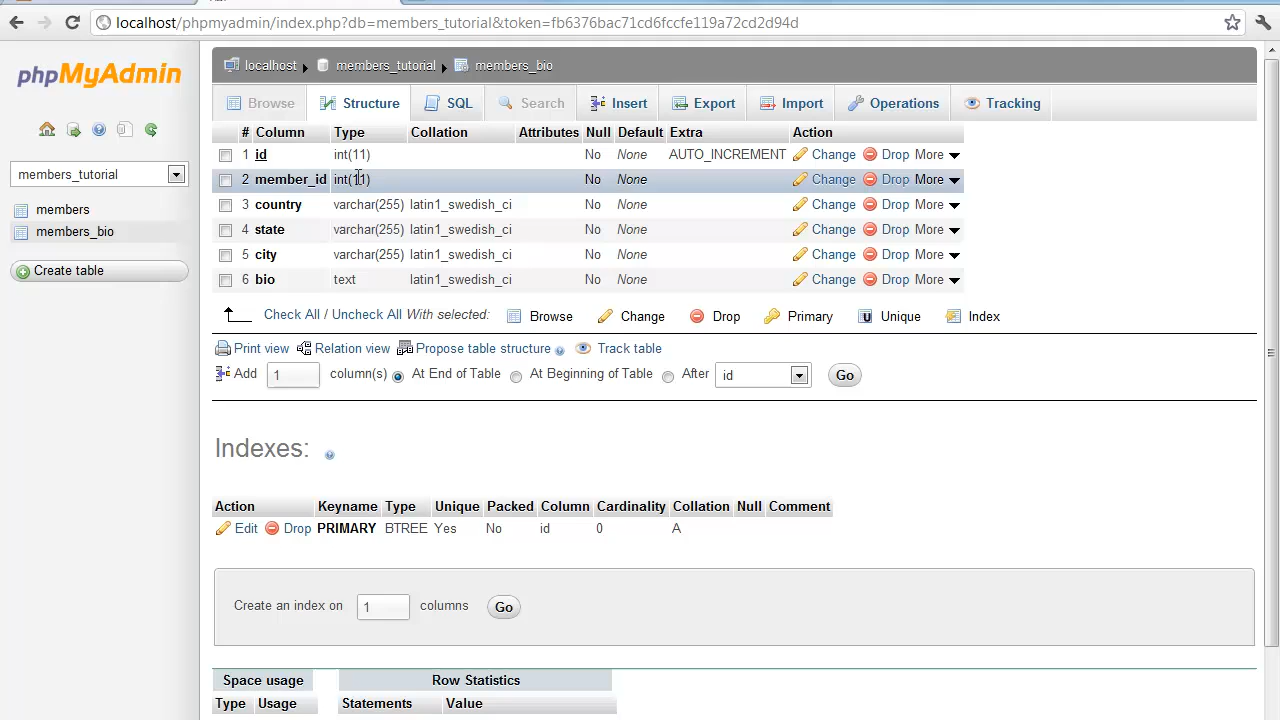 localhost/phpmyadmin/index.php?db=members_tutorial&token=fb6376bac71cd6fccfe119a72cd2d94d
phpMyAdmin
members_tutorial
members
members_bio
Create table
localhost members_tutorial members_bio
Browse Structure SQL Search Insert Export Import Operations Tracking
# Column Type Collation Attributes Null Default Extra Action
1 id int(11) No None AUTO_INCREMENT Change Drop More
2 member_id int(11) No None Change Drop More
3 country varchar(255) latin1_swedish_ci No None Change Drop More
4 state varchar(255) latin1_swedish_ci No None Change Drop More
5 city varchar(255) latin1_swedish_ci No None Change Drop More
6 bio text latin1_swedish_ci No None Change Drop More
Check All / Uncheck All With selected: Browse Change Drop Primary Unique Index
Print view Relation view Propose table structure Track table
Add 1 column(s) At End of Table At Beginning of Table After id Go
Indexes:
Action Keyname Type Unique Packed Column Cardinality Collation Null Comment
Edit Drop PRIMARY BTREE Yes No id 0 A
Create an index on 1 columns Go
Space usage Row Statistics
Type Usage Statements Value